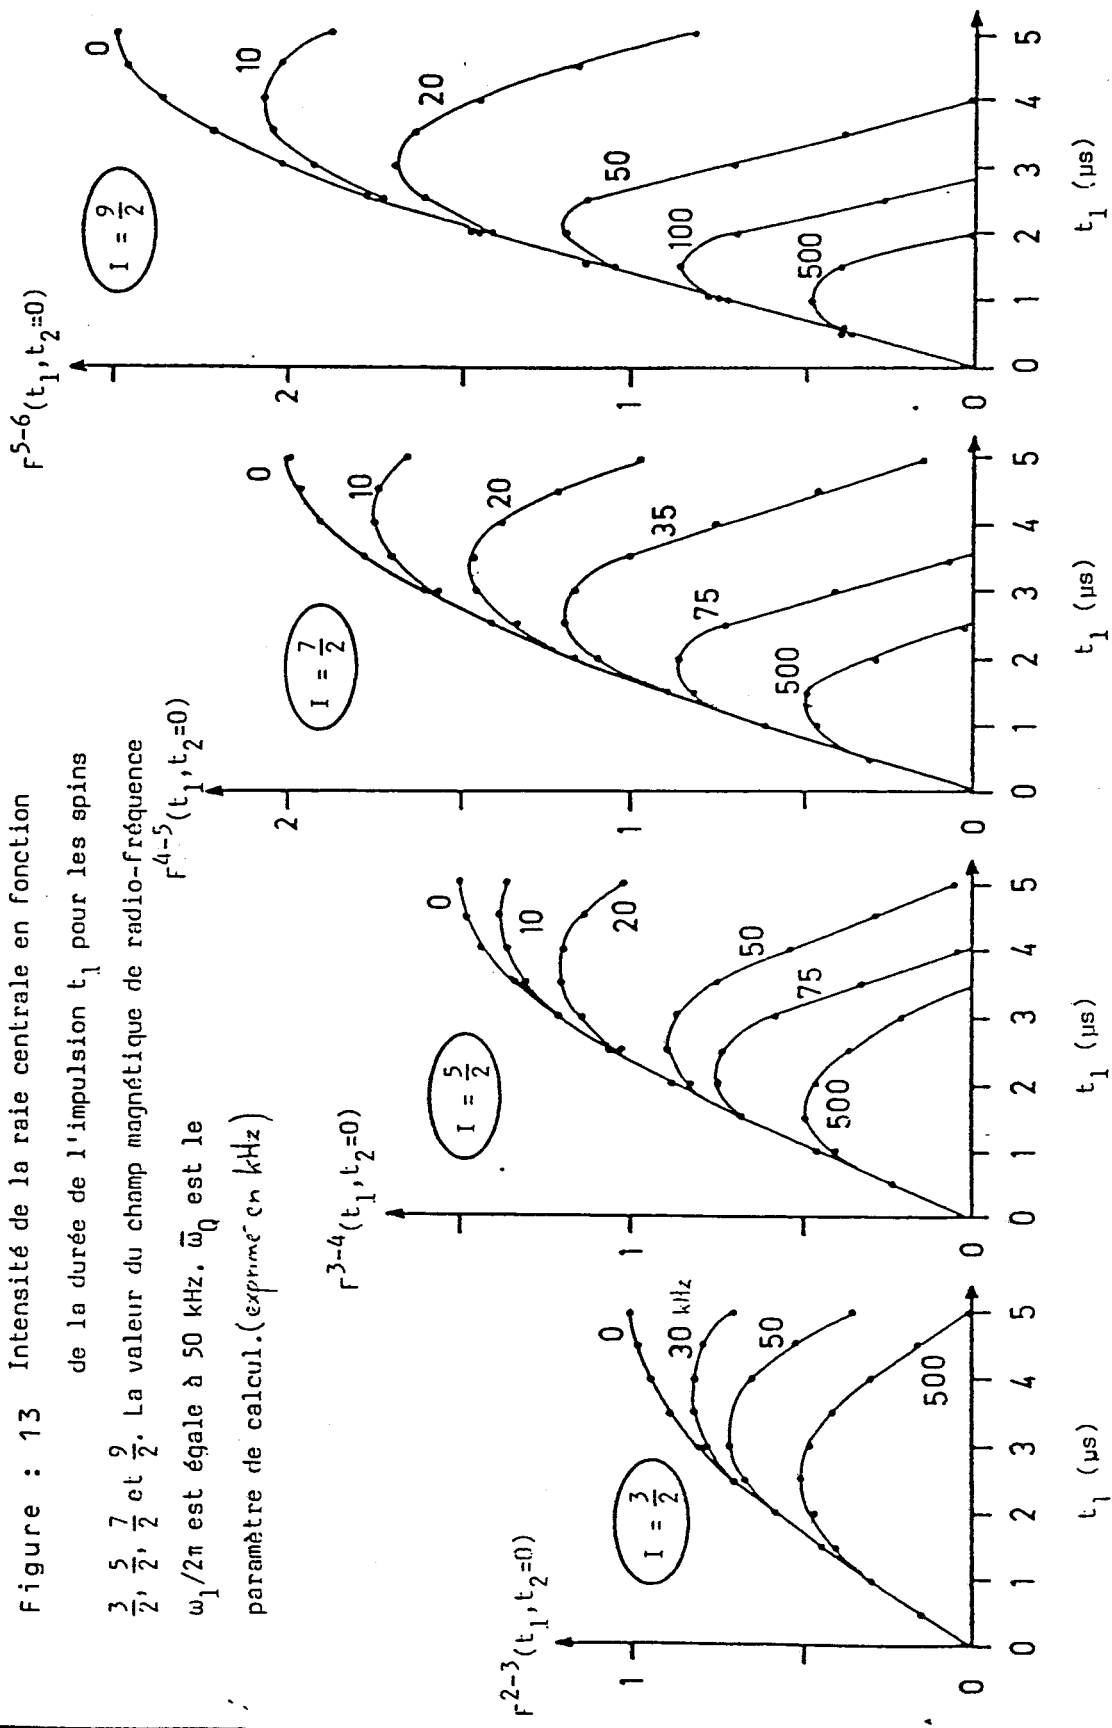 Figure : 13 Intensité de la raie centrale en fonction
de la durée de l'impulsion t₁ pour les spins
3/2, 5/2, 7/2 et 9/2. La valeur du champ magnétique de radio-fréquence
ω₁/2π est égale à 50 kHz. ω̅_Q est le
paramètre de calcul. (exprimé en kHz)
F²⁻³(t₁,t₂=0)
I = 3/2
1
0
0
30 kHz
50
500
0 1 2 3 4 5
t₁ (µs)
F³⁻⁴(t₁,t₂=0)
I = 5/2
1
0
0
10
20
50
75
500
0 1 2 3 4 5
t₁ (µs)
F⁴⁻⁵(t₁,t₂=0)
I = 7/2
2
1
0
0
10
20
35
75
500
0 1 2 3 4 5
t₁ (µs)
F⁵⁻⁶(t₁,t₂=0)
I = 9/2
2
1
0
0
10
20
50
100
500
0 1 2 3 4 5
t₁ (µs)